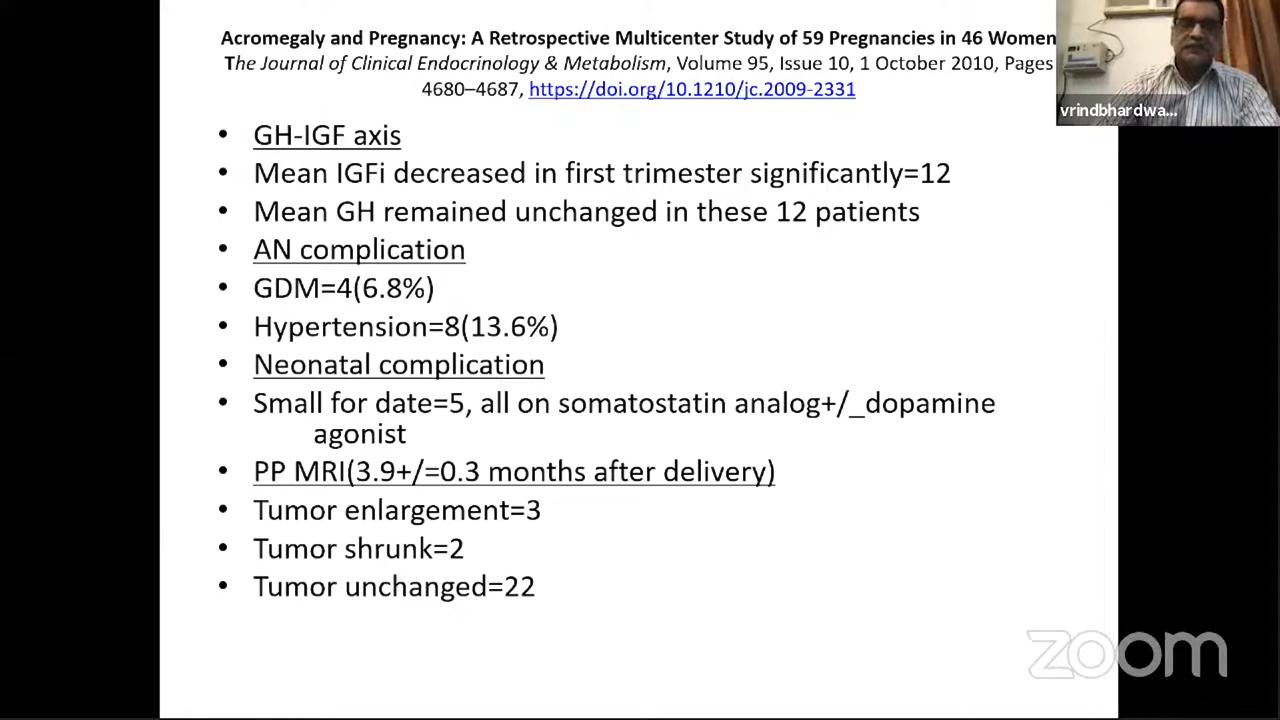 Acromegaly and Pregnancy: A Retrospective Multicenter Study of 59 Pregnancies in 46 Women
The Journal of Clinical Endocrinology & Metabolism, Volume 95, Issue 10, 1 October 2010, Pages
4680–4687, https://doi.org/10.1210/jc.2009-2331
vrindbhardwa...
• GH-IGF axis
• Mean IGFi decreased in first trimester significantly=12
• Mean GH remained unchanged in these 12 patients
• AN complication
• GDM=4(6.8%)
• Hypertension=8(13.6%)
• Neonatal complication
• Small for date=5, all on somatostatin analog+/_dopamine
agonist
• PP MRI(3.9+/=0.3 months after delivery)
• Tumor enlargement=3
• Tumor shrunk=2
• Tumor unchanged=22
zoom